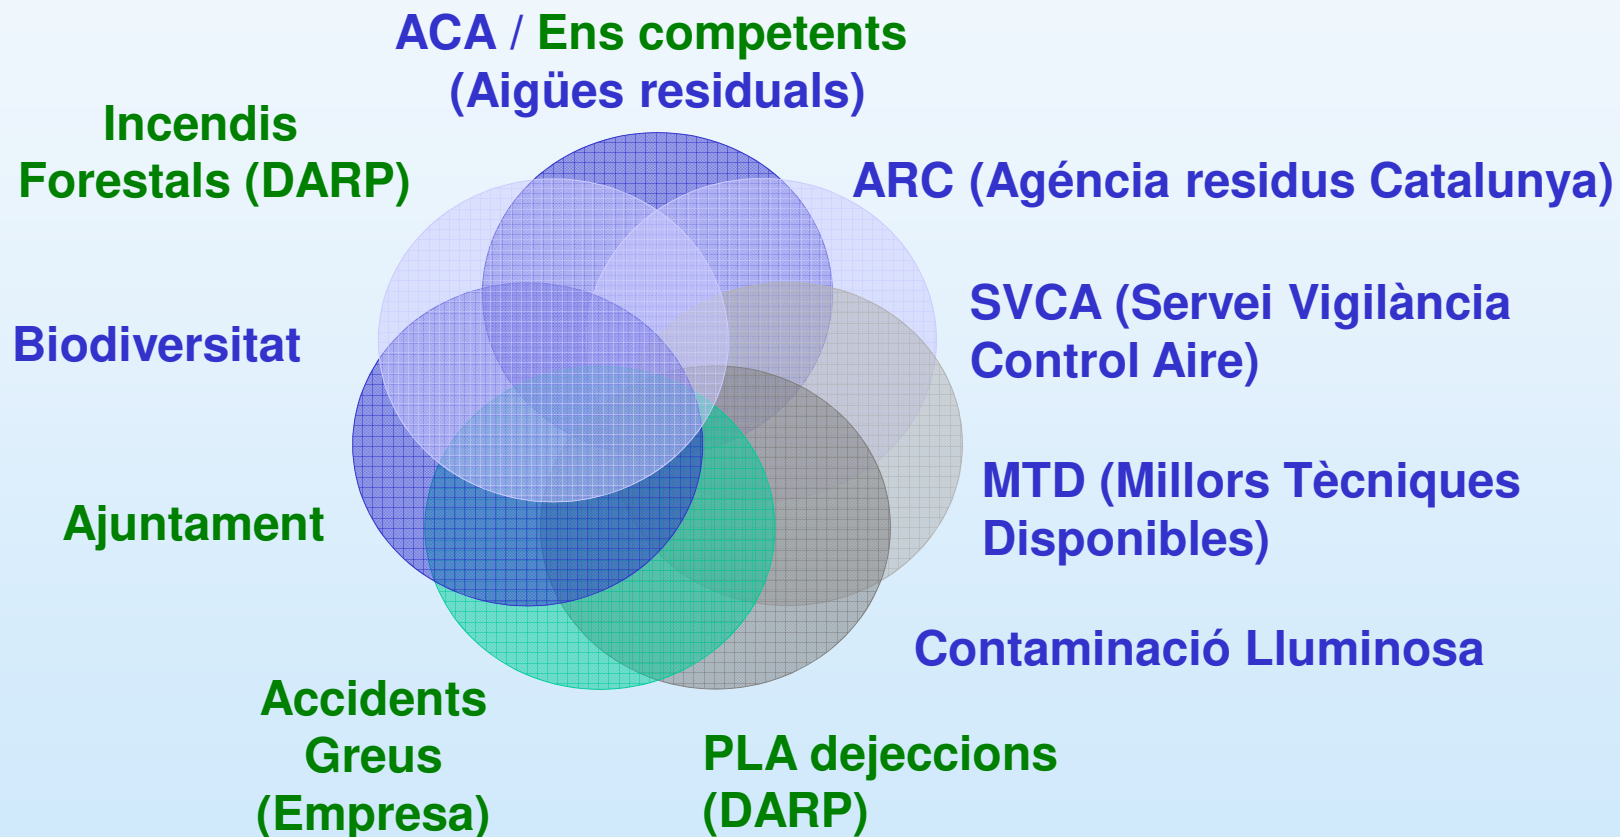 ACA / Ens competents
(Aigües residuals)
Incendis
Forestals (DARP)
ARC (Agéncia residus Catalunya)
SVCA (Servei Vigilància
Control Aire)
Biodiversitat
MTD (Millors Tècniques
Disponibles)
Ajuntament
Contaminació Lluminosa
Accidents
Greus
(Empresa)
PLA dejeccions
(DARP)